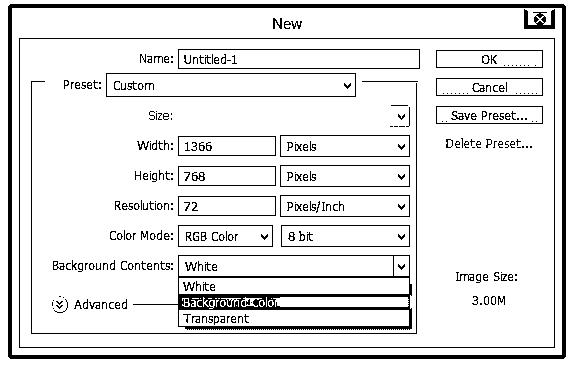 New
Name: Untitled-1
OK
Preset: Custom
Cancel
Size:
Save Preset...
Width: 1366 Pixels
Delete Preset...
Height: 768 Pixels
Resolution: 72 Pixels/Inch
Color Mode: RGB Color 8 bit
Background Contents: White
Image Size:
White
3.00M
Background Color
Advanced
Transparent